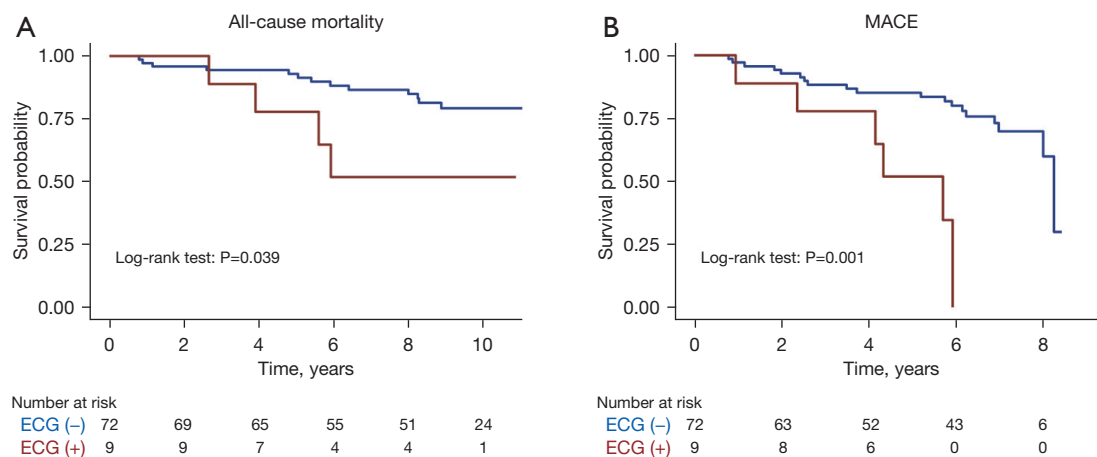 A
All-cause mortality
Survival probability
1.00
0.75
0.50
0.25
0.00
Log-rank test: P=0.039
0 2 4 6 8 10
Time, years
Number at risk
ECG (−) 72 69 65 55 51 24
ECG (+) 9 9 7 4 4 1
B
MACE
Survival probability
1.00
0.75
0.50
0.25
0.00
Log-rank test: P=0.001
0 2 4 6 8
Time, years
Number at risk
ECG (−) 72 63 52 43 6
ECG (+) 9 8 6 0 0